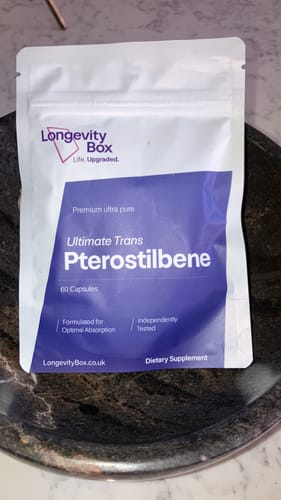 Longevity
Box
Life. Upgraded.
Premium ultra pure
Ultimate Trans
Pterostilbene
60 Capsules
Formulated for
Optimal Absorption
Independently
Tested
LongevityBox.co.uk
Dietary Supplement